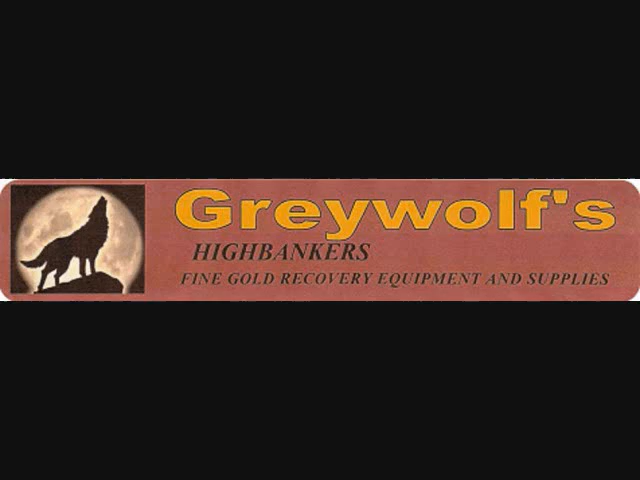 Greywolf's
HIGHBANKERS
FINE GOLD RECOVERY EQUIPMENT AND SUPPLIES